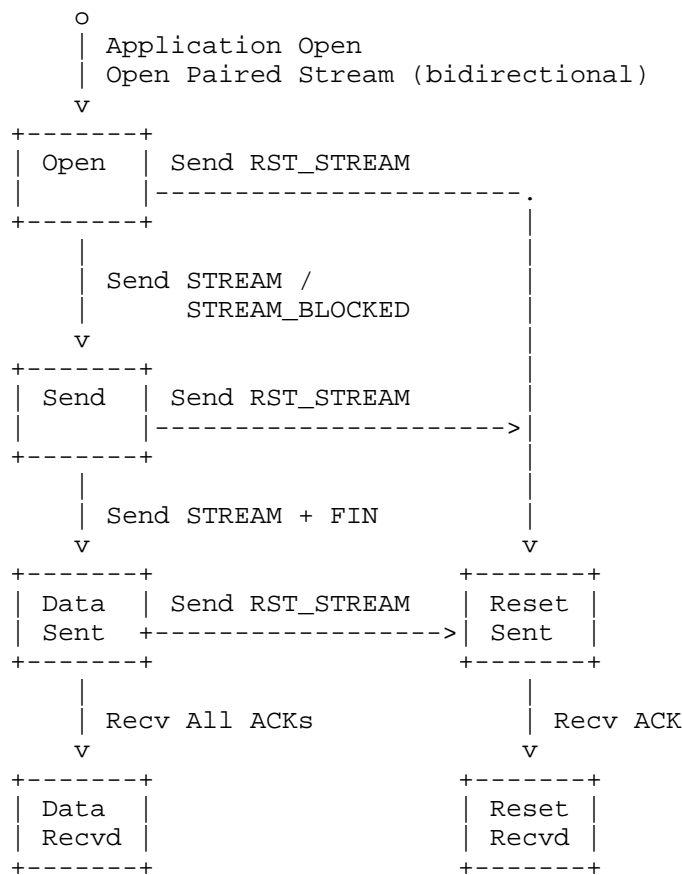 o
| Application Open
| Open Paired Stream (bidirectional)
v
+-------+
| Open  | Send RST_STREAM
|       |-----------------------.
+-------+                       |
|                       |
| Send STREAM /         |
|      STREAM_BLOCKED   |
v                       |
+-------+                       |
| Send  | Send RST_STREAM       |
|       |---------------------->|
+-------+                       |
|                       |
| Send STREAM + FIN     |
v                       v
+-------+                   +-------+
| Data  | Send RST_STREAM   | Reset |
| Sent  +------------------>| Sent  |
+-------+                   +-------+
|                       |
| Recv All ACKs         | Recv ACK
v                       v
+-------+                   +-------+
| Data  |                   | Reset |
| Recvd |                   | Recvd |
+-------+                   +-------+